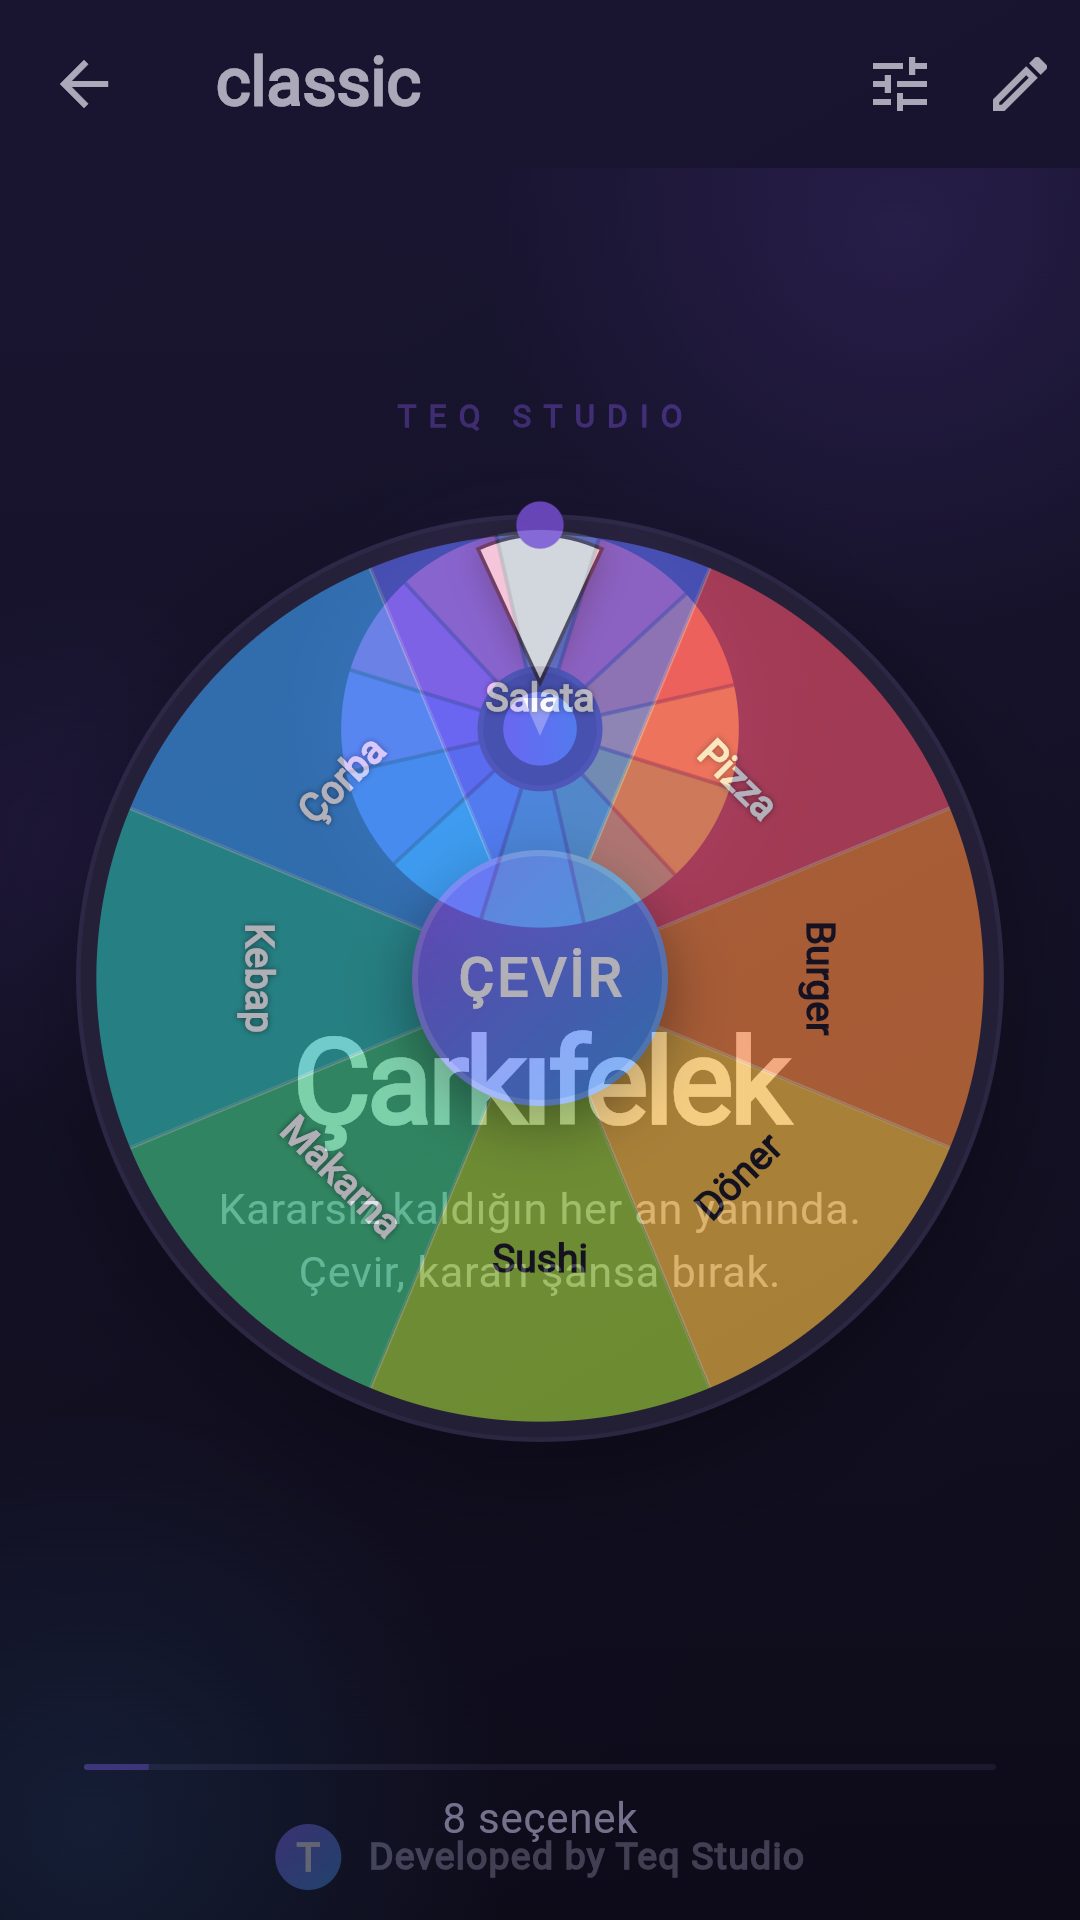 classic
TEQ STUDIO
Salata
Çorba
Pizza
Kebap
Burger
ÇEVİR
Çarkıfelek
Makarna
Döner
Kararsız kaldığın her an yanında.
Sushi
Çevir, kararı şansa bırak.
8 seçenek
T Developed by Teq Studio